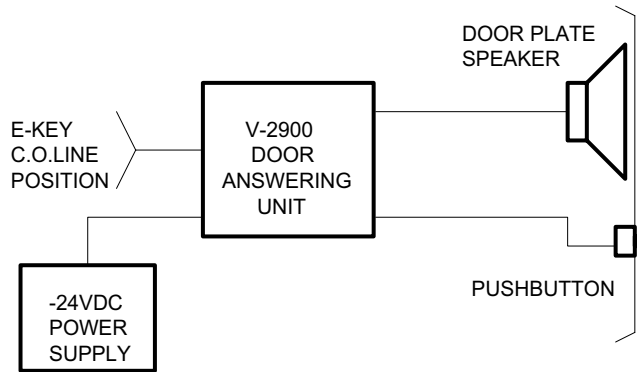 DOOR PLATE
SPEAKER
E-KEY
C.O.LINE
POSITION
V-2900
DOOR
ANSWERING
UNIT
-24VDC
POWER
SUPPLY
PUSHBUTTON